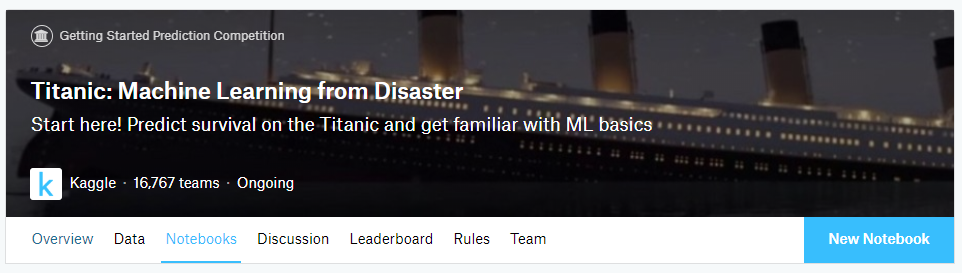 Getting Started Prediction Competition
Titanic: Machine Learning from Disaster
Start here! Predict survival on the Titanic and get familiar with ML basics
k Kaggle · 16,767 teams · Ongoing
Overview Data Notebooks Discussion Leaderboard Rules Team New Notebook